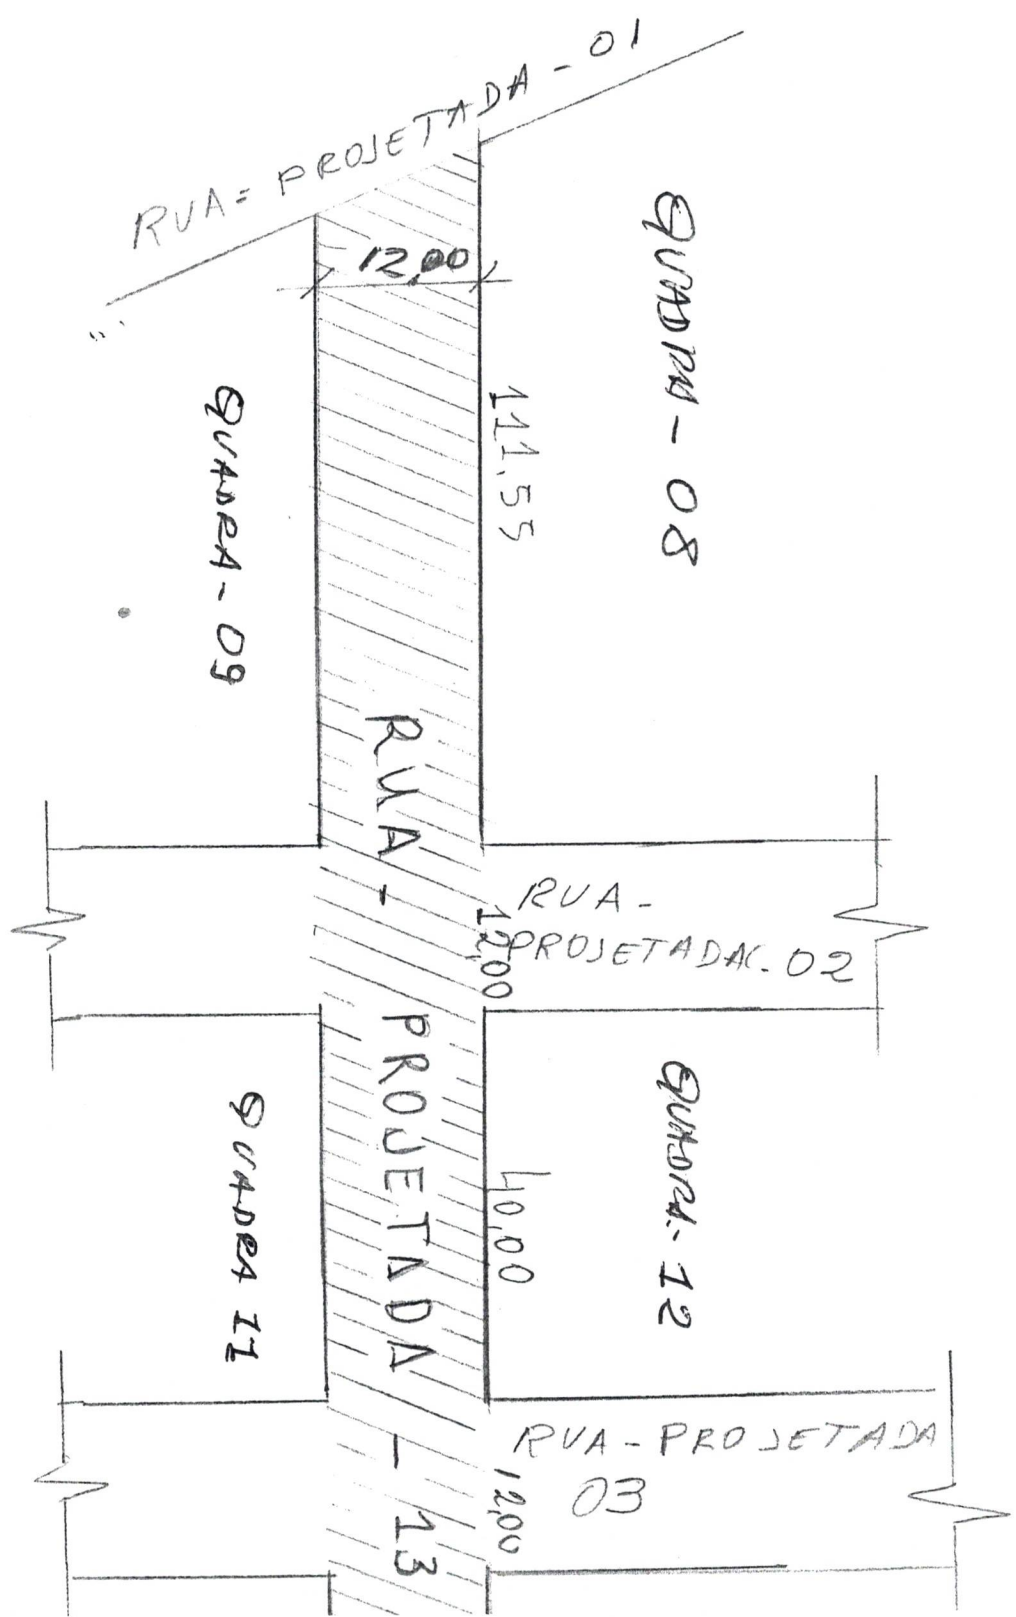 RUA= PROJETADA-01
12,00
QUADRA-08
111,55
QUADRA-09
RUA- PROJETADA-13
RUA-
PROJETADA-02
12,00
QUADRA-12
40,00
QUADRA 11
RUA-PROJETADA
03
12,00